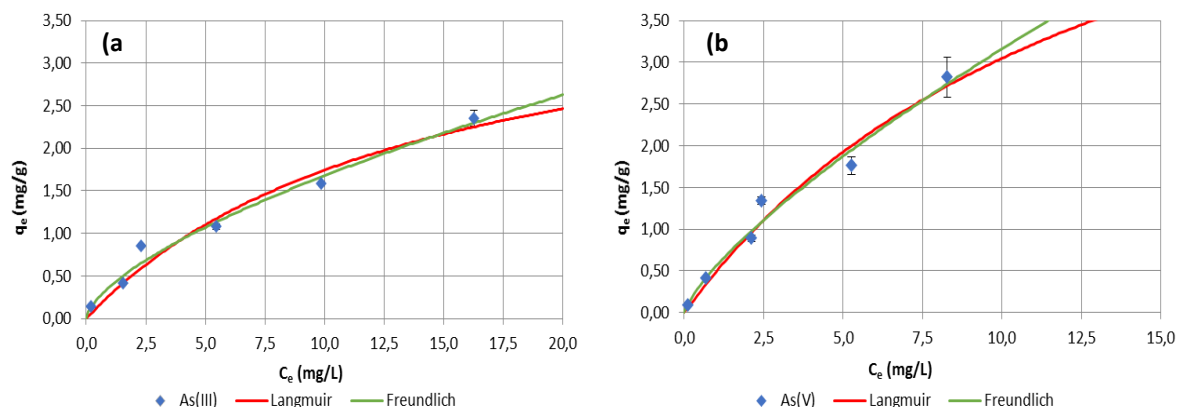 (a
3,50
3,00
2,50
2,00
1,50
1,00
0,50
0,00
qe (mg/g)
0,0 2,5 5,0 7,5 10,0 12,5 15,0 17,5 20,0
Ce (mg/L)
As(III) Langmuir Freundlich
(b
3,50
3,00
2,50
2,00
1,50
1,00
0,50
0,00
qe (mg/g)
0,0 2,5 5,0 7,5 10,0 12,5 15,0
Ce (mg/L)
As(V) Langmuir Freundlich